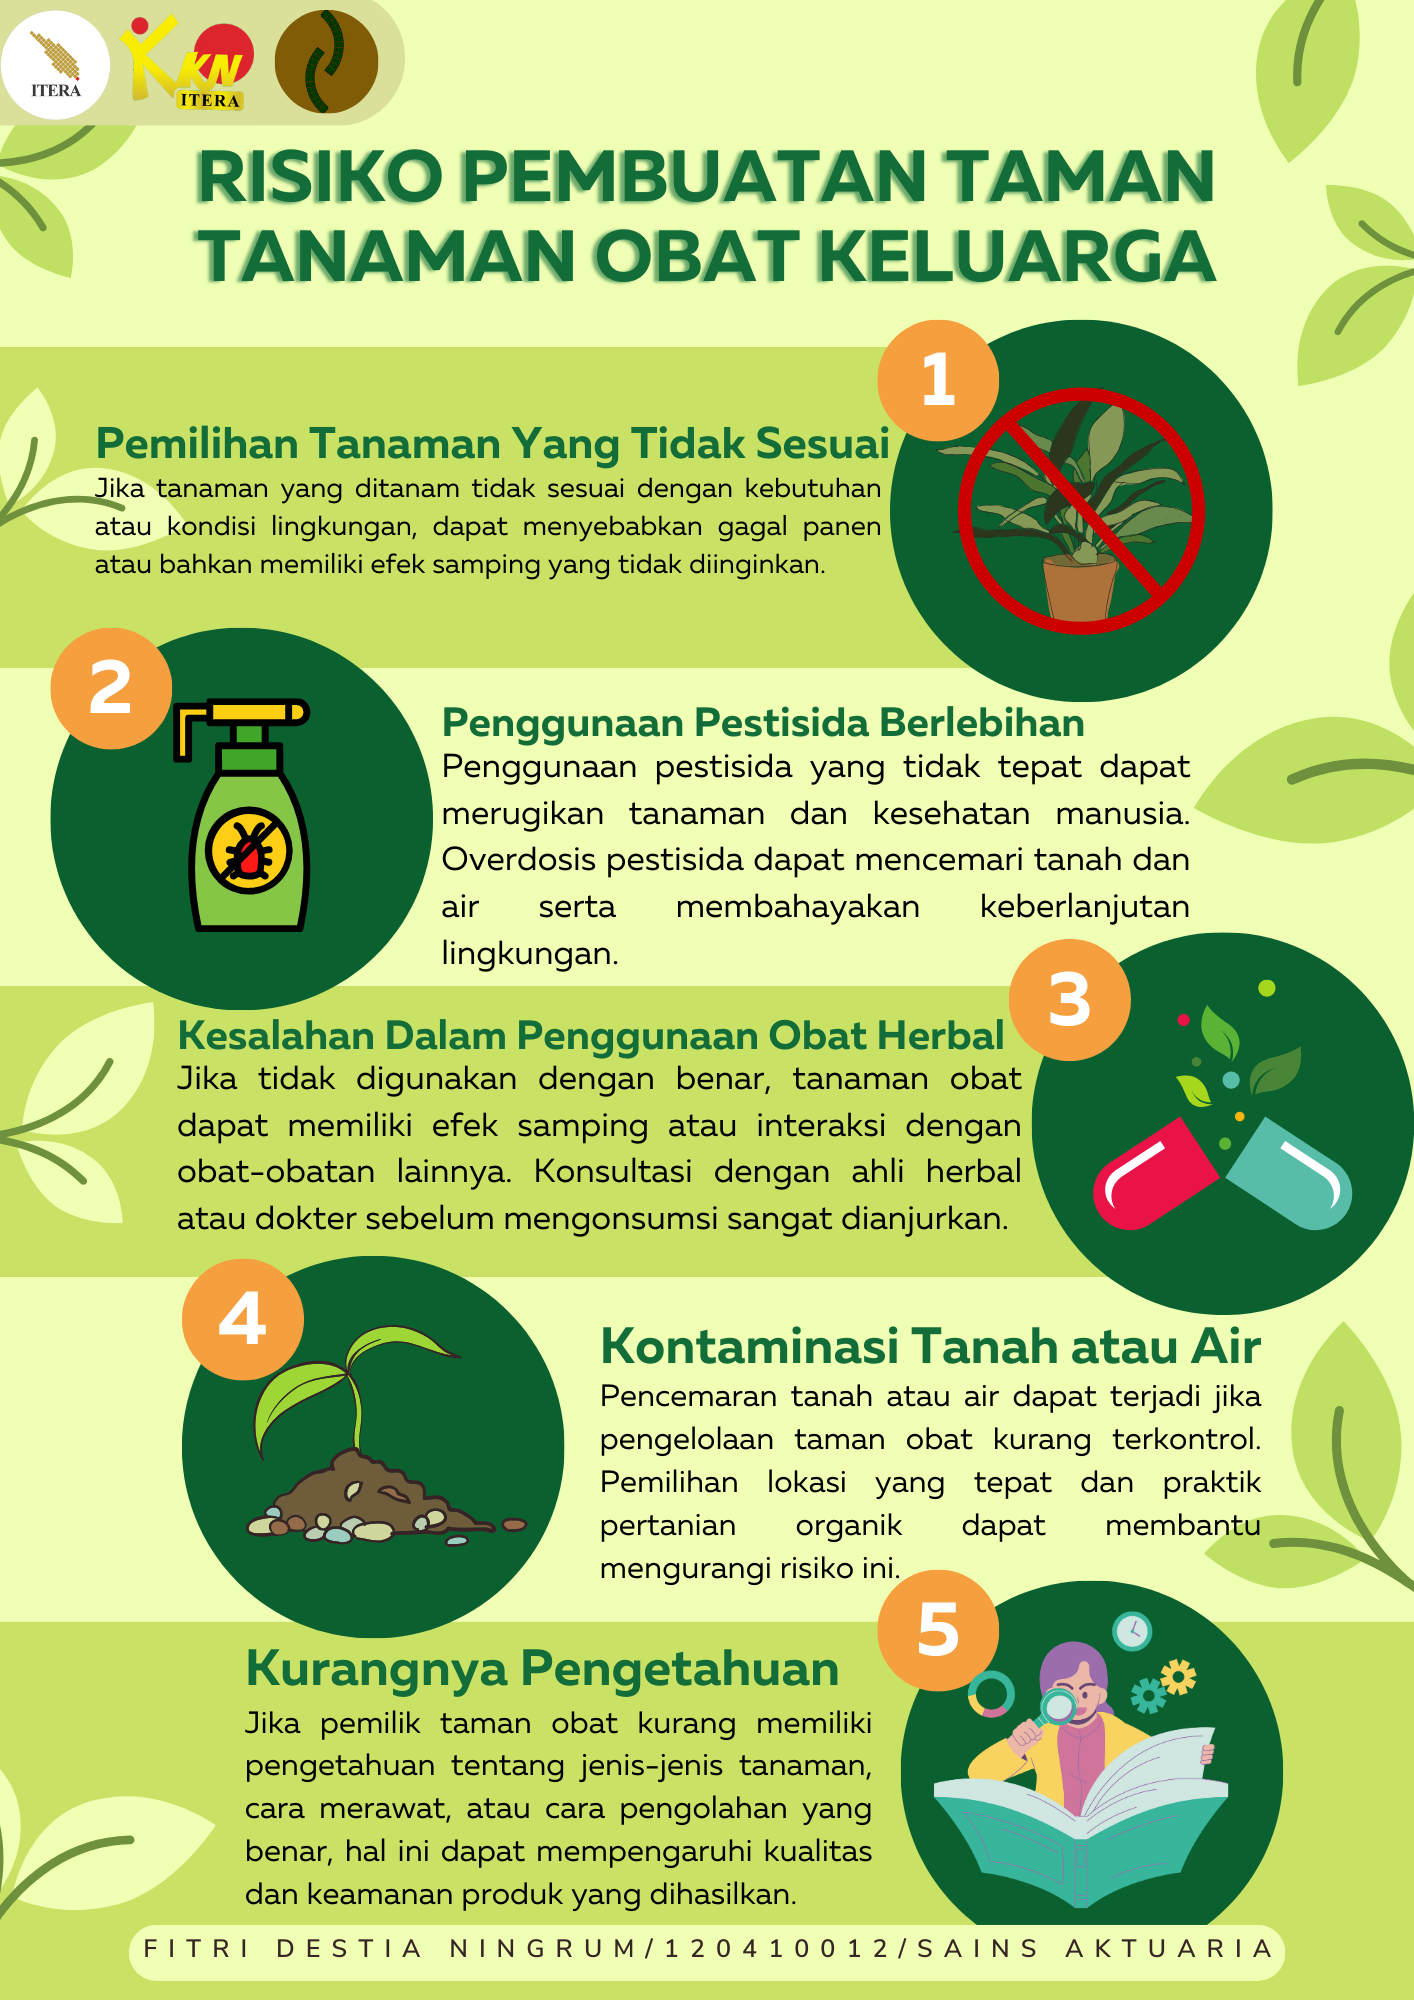 ITERA
KKN
ITERA
RISIKO PEMBUATAN TAMAN
TANAMAN OBAT KELUARGA
1
Pemilihan Tanaman Yang Tidak Sesuai
Jika tanaman yang ditanam tidak sesuai dengan kebutuhan
atau kondisi lingkungan, dapat menyebabkan gagal panen
atau bahkan memiliki efek samping yang tidak diinginkan.
2
Penggunaan Pestisida Berlebihan
Penggunaan pestisida yang tidak tepat dapat
merugikan tanaman dan kesehatan manusia.
Overdosis pestisida dapat mencemari tanah dan
air serta membahayakan keberlanjutan
lingkungan.
3
Kesalahan Dalam Penggunaan Obat Herbal
Jika tidak digunakan dengan benar, tanaman obat
dapat memiliki efek samping atau interaksi dengan
obat-obatan lainnya. Konsultasi dengan ahli herbal
atau dokter sebelum mengonsumsi sangat dianjurkan.
4
Kontaminasi Tanah atau Air
Pencemaran tanah atau air dapat terjadi jika
pengelolaan taman obat kurang terkontrol.
Pemilihan lokasi yang tepat dan praktik
pertanian organik dapat membantu
mengurangi risiko ini.
5
Kurangnya Pengetahuan
Jika pemilik taman obat kurang memiliki
pengetahuan tentang jenis-jenis tanaman,
cara merawat, atau cara pengolahan yang
benar, hal ini dapat mempengaruhi kualitas
dan keamanan produk yang dihasilkan.
FITRI DESTIA NINGRUM/120410012/SAINS AKTUARIA